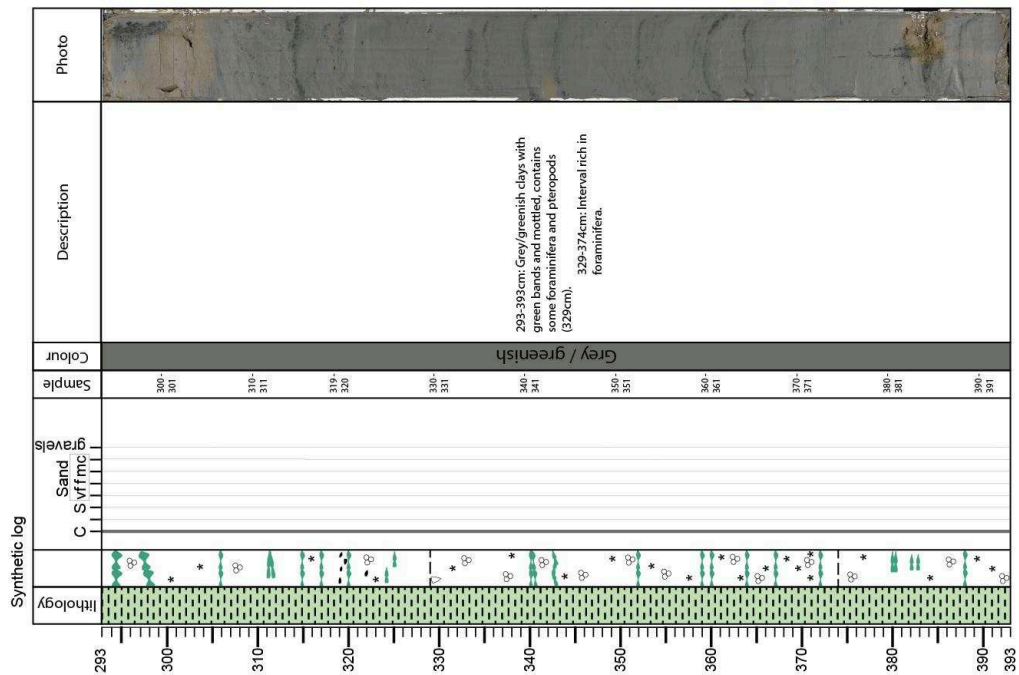 Photo
Description
293-393cm: Grey/greenish clays with
green bands and mottled, contains
some foraminifera and pteropods
(329cm).
329-374cm: Interval rich in
foraminifera.
Colour
Grey / greenish
Sample
300-
301
310-
311
319-
320
330-
331
340-
341
350-
351
360-
361
370-
371
380-
381
390-
391
Synthetic log
gravels
Sand
vf f m c
S
C
lithology
293
300
310
320
330
340
350
360
370
380
390
393